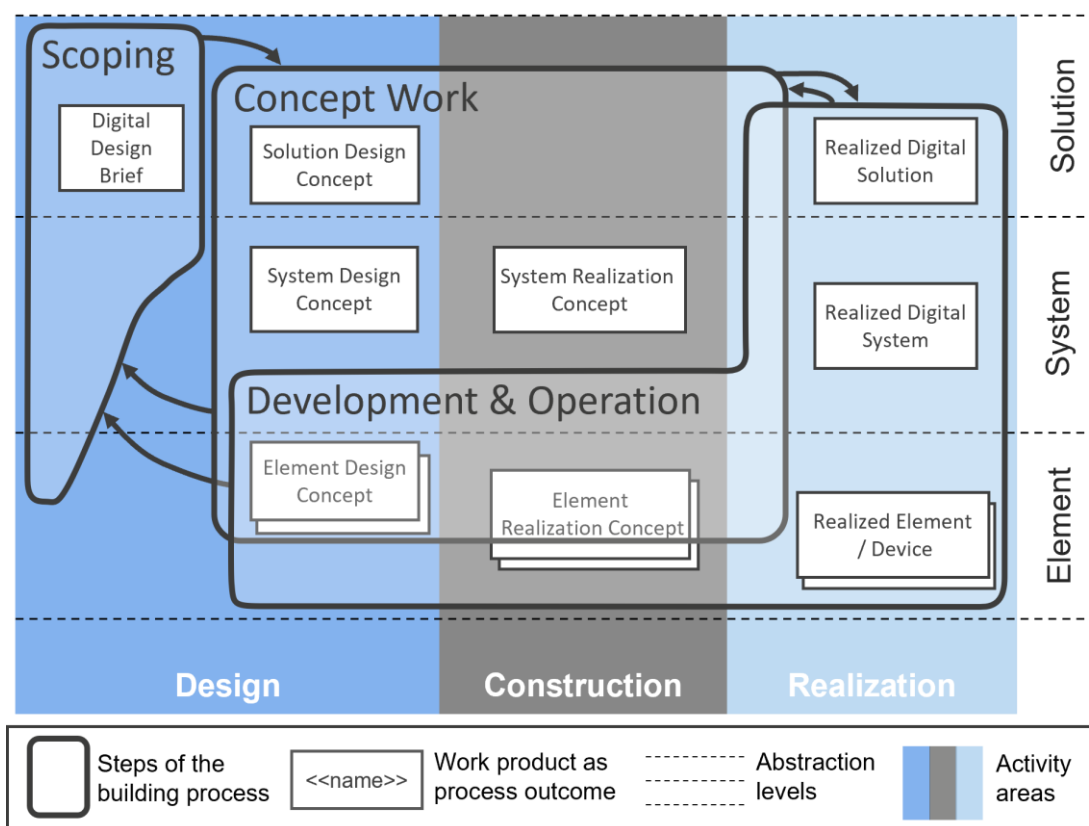 Scoping
Digital
Design
Brief
Concept Work
Solution Design
Concept
Realized Digital
Solution
Solution
System Design
Concept
System Realization
Concept
Realized Digital
System
System
Development & Operation
Element Design
Concept
Element
Realization Concept
Realized Element
/ Device
Element
Design
Construction
Realization
Steps of the
building process
<<name>>
Work product as
process outcome
Abstraction
levels
Activity
areas